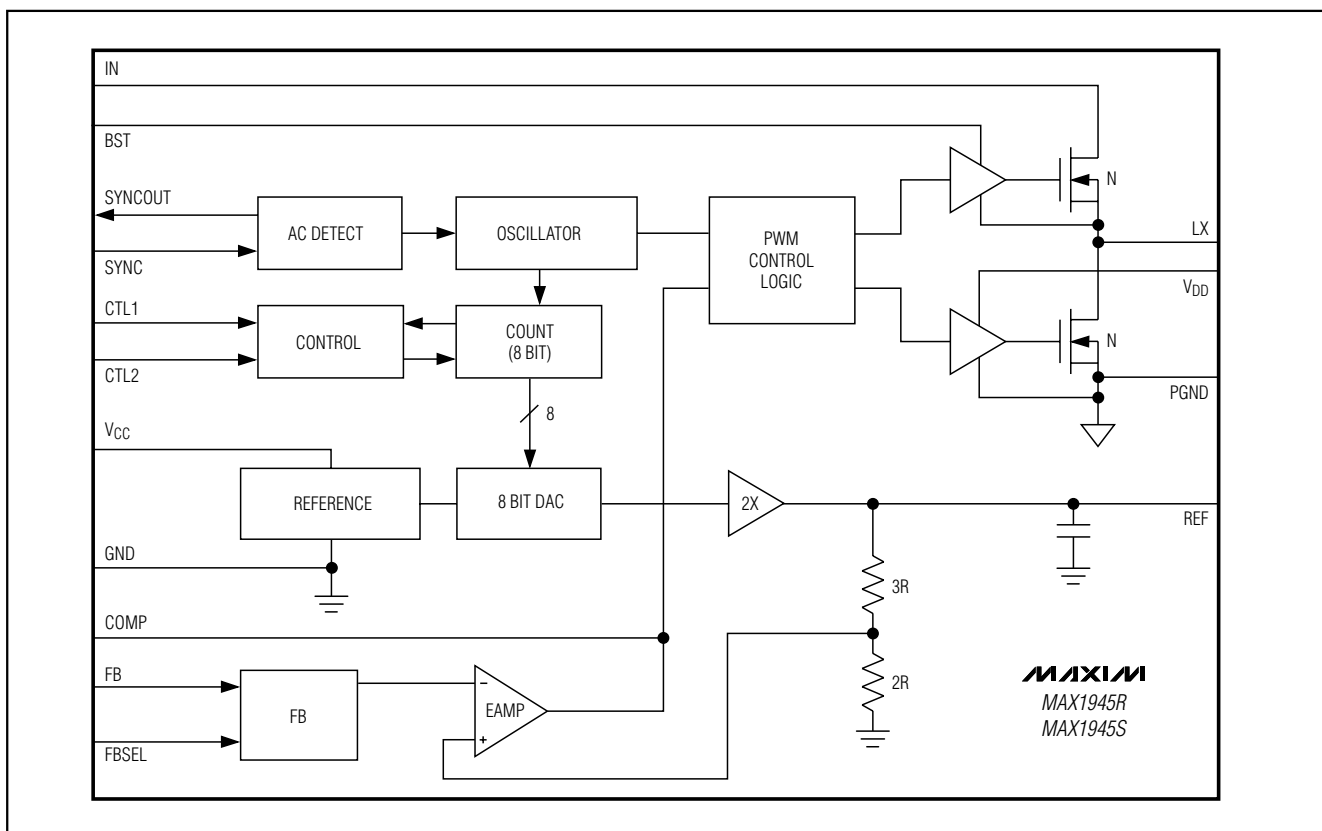 IN
BST
SYNCOUT
SYNC
CTL1
CTL2
VCC
GND
COMP
FB
FBSEL
AC DETECT
OSCILLATOR
CONTROL
COUNT
(8 BIT)
8
REFERENCE
8 BIT DAC
2X
FB
−
EAMP
+
PWM
CONTROL
LOGIC
N
N
LX
VDD
PGND
REF
3R
2R
MAXIM
MAX1945R
MAX1945S